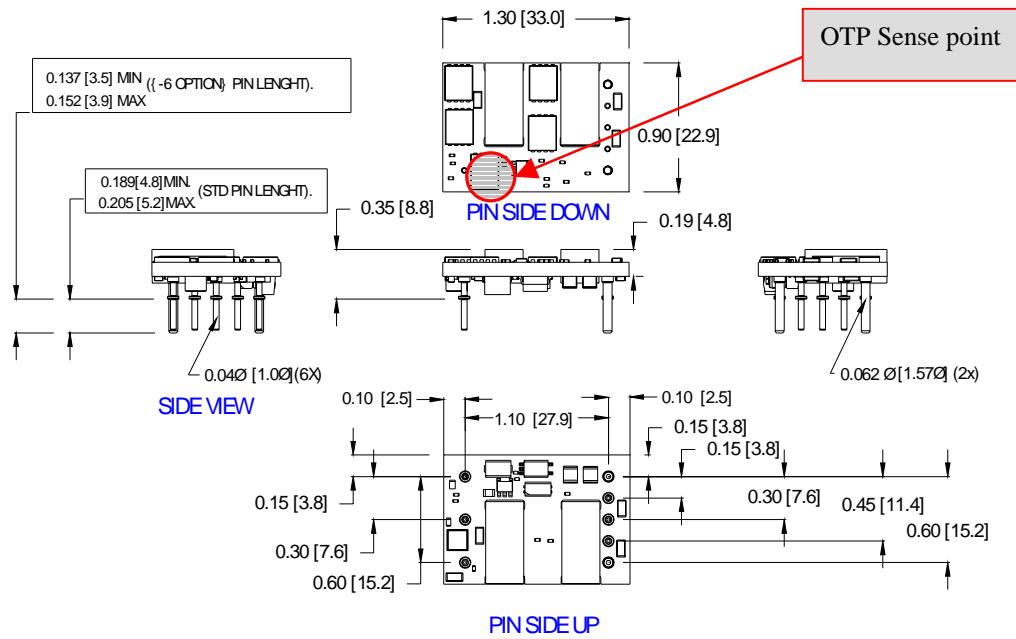 1.30 [33.0]
OTP Sense point
0.137 [3.5] MIN
({ -6 OPTION} PIN LENGHT).
0.152 [3.9] MAX
0.90 [22.9]
0.189[4.8]MIN.
(STD PIN LENGHT).
0.205 [5.2]MAX
0.35 [8.8]
PIN SIDE DOWN
0.19 [4.8]
0.04Ø [1.0Ø](6X)
0.062 Ø[1.57Ø] (2x)
SIDE VIEW
0.10 [2.5]
1.10 [27.9]
0.10 [2.5]
0.15 [3.8]
0.15 [3.8]
0.15 [3.8]
0.30 [7.6]
0.45 [11.4]
0.60 [15.2]
0.30 [7.6]
0.60 [15.2]
PIN SIDE UP